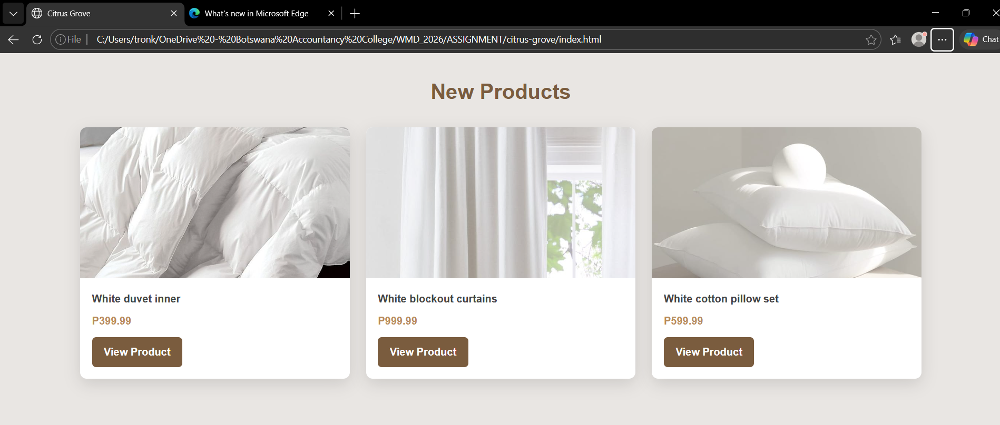 Citrus Grove
What's new in Microsoft Edge
File
C:/Users/tronk/OneDrive%20-%20Botswana%20Accountancy%20College/WMD_2026/ASSIGNMENT/citrus-grove/index.html
Chat
New Products
White duvet inner
P399.99
View Product
White blockout curtains
P999.99
View Product
White cotton pillow set
P599.99
View Product